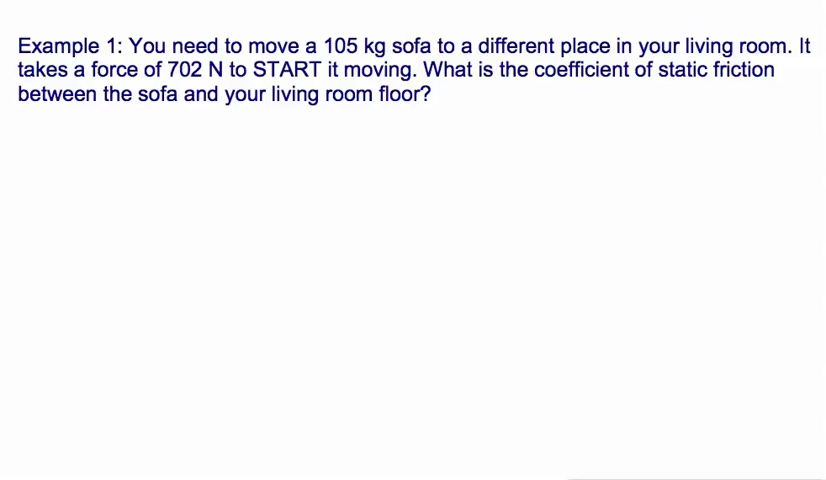 Example 1: You need to move a 105 kg sofa to a different place in your living room. It
takes a force of 702 N to START it moving. What is the coefficient of static friction
between the sofa and your living room floor?